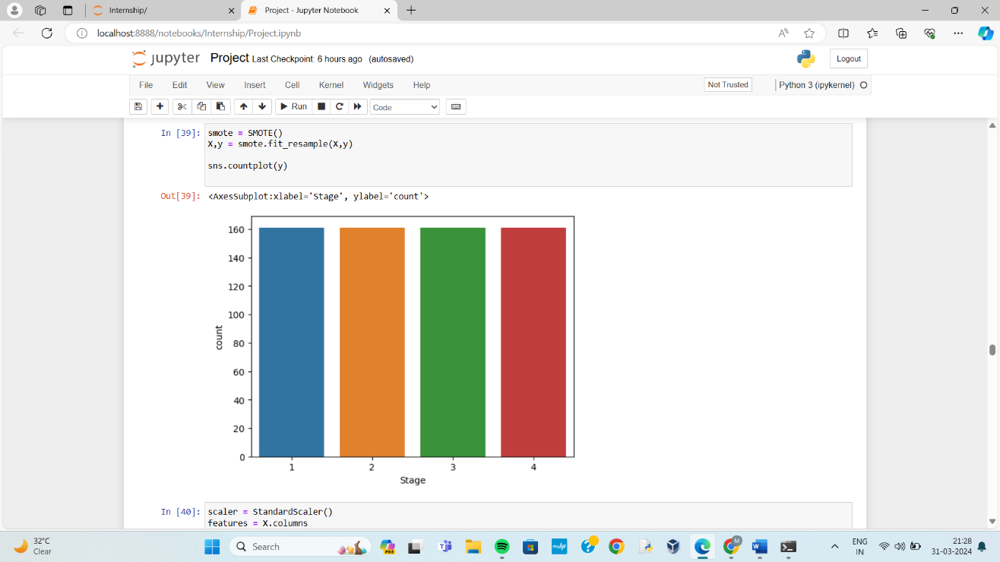 Internship/
Project - Jupyter Notebook
localhost:8888/notebooks/Internship/Project.ipynb
jupyter Project Last Checkpoint: 6 hours ago (autosaved)
Logout
File Edit View Insert Cell Kernel Widgets Help
Not Trusted
Python 3 (ipykernel)
Run
Code
In [39]: smote = SMOTE()
X,y = smote.fit_resample(X,y)
sns.countplot(y)
Out[39]: <AxesSubplot:xlabel='Stage', ylabel='count'>
160
140
120
100
80
60
40
20
0
count
1 2 3 4
Stage
In [40]: scaler = StandardScaler()
features = X.columns
32°C
Clear
Search
PRE
myhp
M
ENG
IN
21:28
31-03-2024